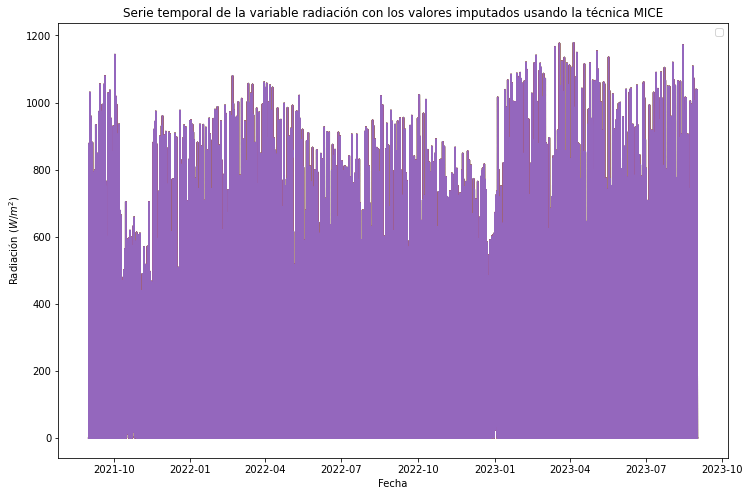 Serie temporal de la variable radiación con los valores imputados usando la técnica MICE
1200
1000
800
600
400
200
0
Radiación (W/m²)
2021-10 2022-01 2022-04 2022-07 2022-10 2023-01 2023-04 2023-07 2023-10
Fecha